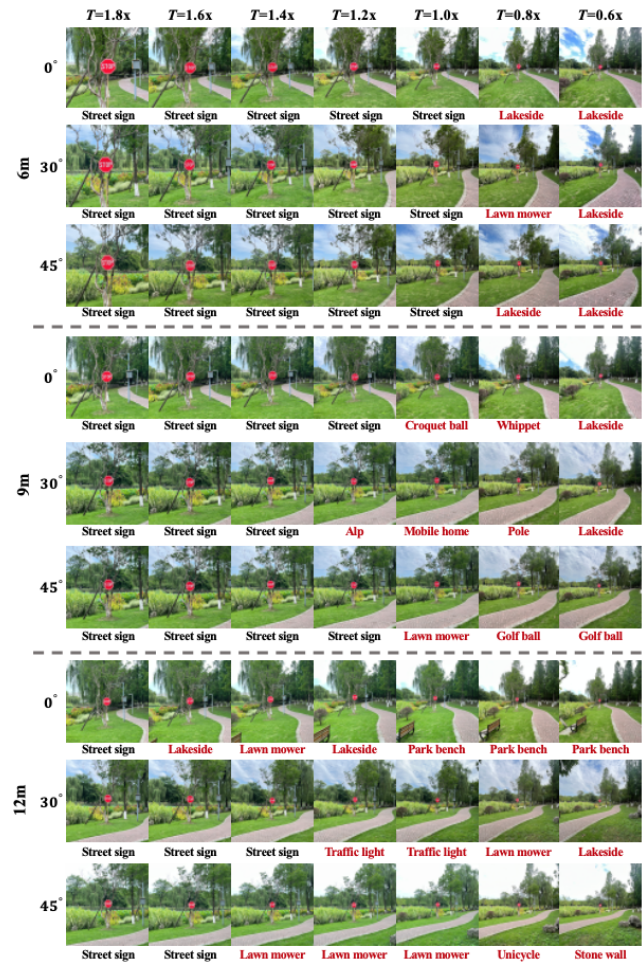 T=1.8x T=1.6x T=1.4x T=1.2x T=1.0x T=0.8x T=0.6x
0°
STOP
Street sign Street sign Street sign Street sign Street sign Lakeside Lakeside
6m 30°
STOP
Street sign Street sign Street sign Street sign Street sign Lawn mower Lakeside
45°
STOP
Street sign Street sign Street sign Street sign Street sign Lakeside Lakeside
0°
Street sign Street sign Street sign Street sign Croquet ball Whippet Lakeside
9m 30°
Street sign Street sign Street sign Alp Mobile home Pole Lakeside
45°
Street sign Street sign Street sign Street sign Lawn mower Golf ball Golf ball
0°
Street sign Lakeside Lawn mower Lakeside Park bench Park bench Park bench
12m 30°
Street sign Street sign Street sign Traffic light Traffic light Lawn mower Lakeside
45°
Street sign Street sign Lawn mower Lawn mower Lawn mower Unicycle Stone wall